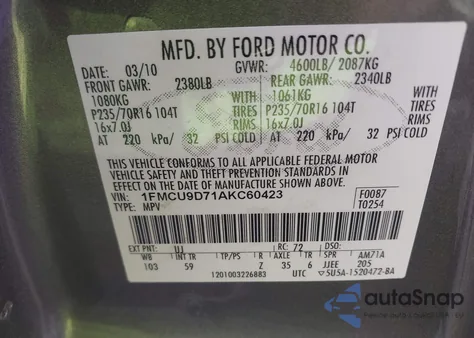 MFD. BY FORD MOTOR CO.
DATE: 03/10 GVWR: 4600LB/ 2087KG
FRONT GAWR: 2380LB REAR GAWR: 2340LB
1080KG WITH 1061KG WITH
P235/70R16 104T TIRES P235/70R16 104T TIRES
16x7.0J RIMS 16x7.0J RIMS
AT 220 kPa/ 32 PSI COLD AT 220 kPa/ 32 PSI COLD
THIS VEHICLE CONFORMS TO ALL APPLICABLE FEDERAL MOTOR
VEHICLE SAFETY AND THEFT PREVENTION STANDARDS IN EFFECT
ON THE DATE OF MANUFACTURE SHOWN ABOVE.
VIN: 1FMCU9D71AKC60423 F0087
TYPE: MPV T0254
EXT PNT: UJ RC: 72 DSO:
WB INT TR TP/PS R AX TR SPR AM71A
103 59 Z 35 6 JJEE 205
1201003226883 UTC ▽5U5A-1520472-BA
autoSnap